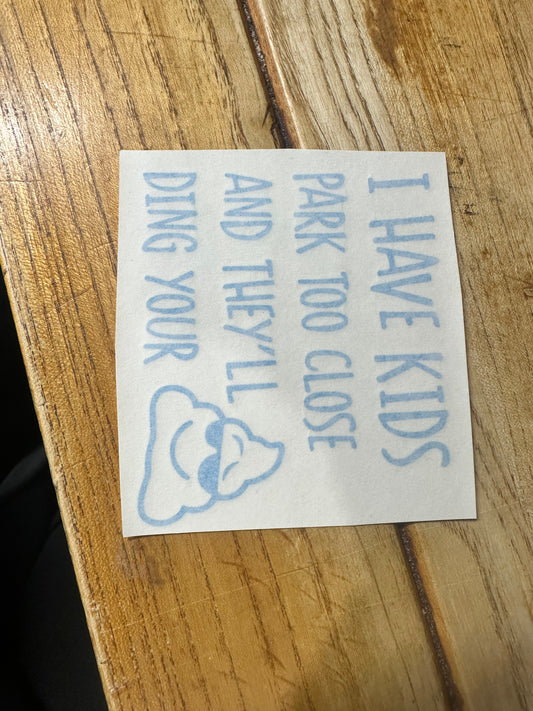 I HAVE KIDS
PARK TOO CLOSE
AND THEY'LL
DING YOUR